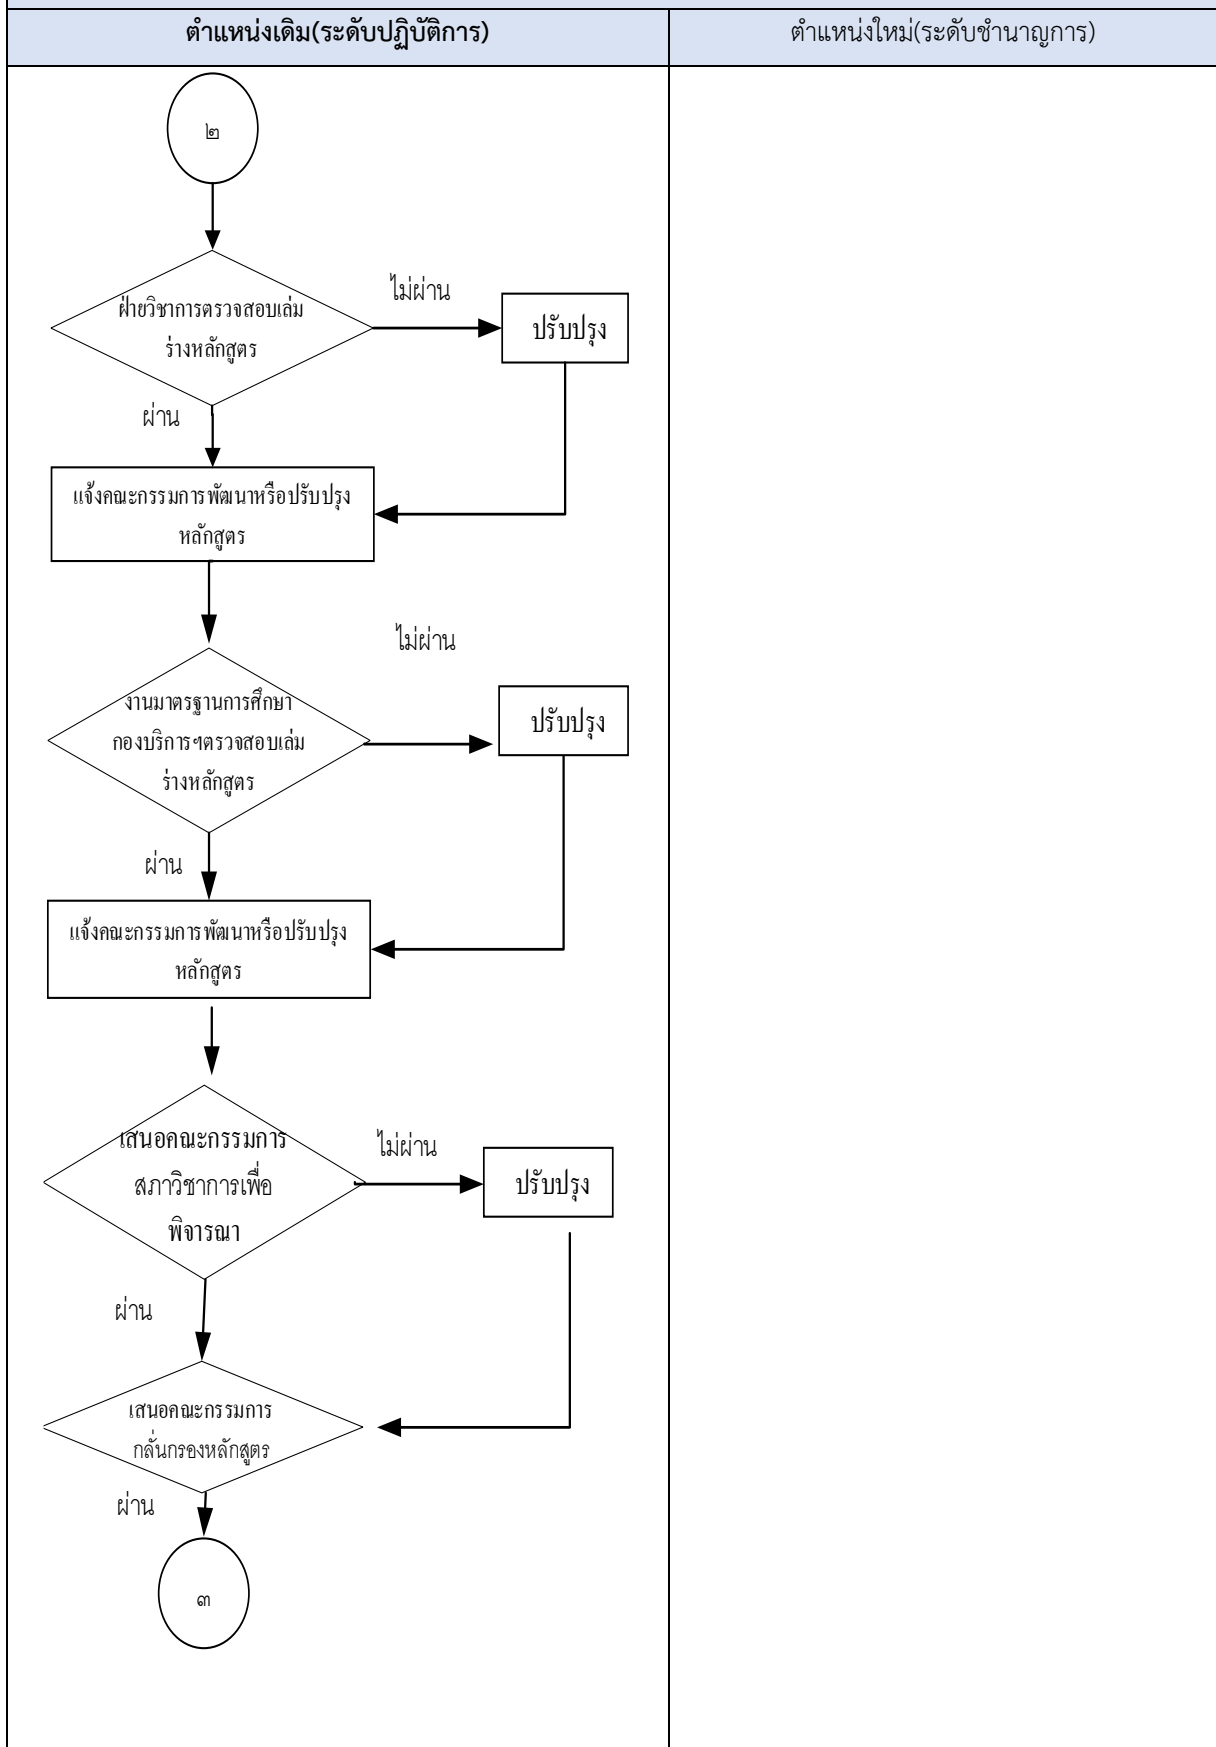 ตำแหน่งเดิม(ระดับปฏิบัติการ)
ตำแหน่งใหม่(ระดับชำนาญการ)
๒
ฝ่ายวิชาการตรวจสอบเล่ม
ร่างหลักสูตร
ไม่ผ่าน
ปรับปรุง
ผ่าน
แจ้งคณะกรรมการพัฒนาหรือปรับปรุง
หลักสูตร
ไม่ผ่าน
งานมาตรฐานการศึกษา
กองบริการฯตรวจสอบเล่ม
ร่างหลักสูตร
ปรับปรุง
ผ่าน
แจ้งคณะกรรมการพัฒนาหรือปรับปรุง
หลักสูตร
เสนอคณะกรรมการ
สภาวิชาการเพื่อ
พิจารณา
ไม่ผ่าน
ปรับปรุง
ผ่าน
เสนอคณะกรรมการ
กลั่นกรองหลักสูตร
ผ่าน
๓